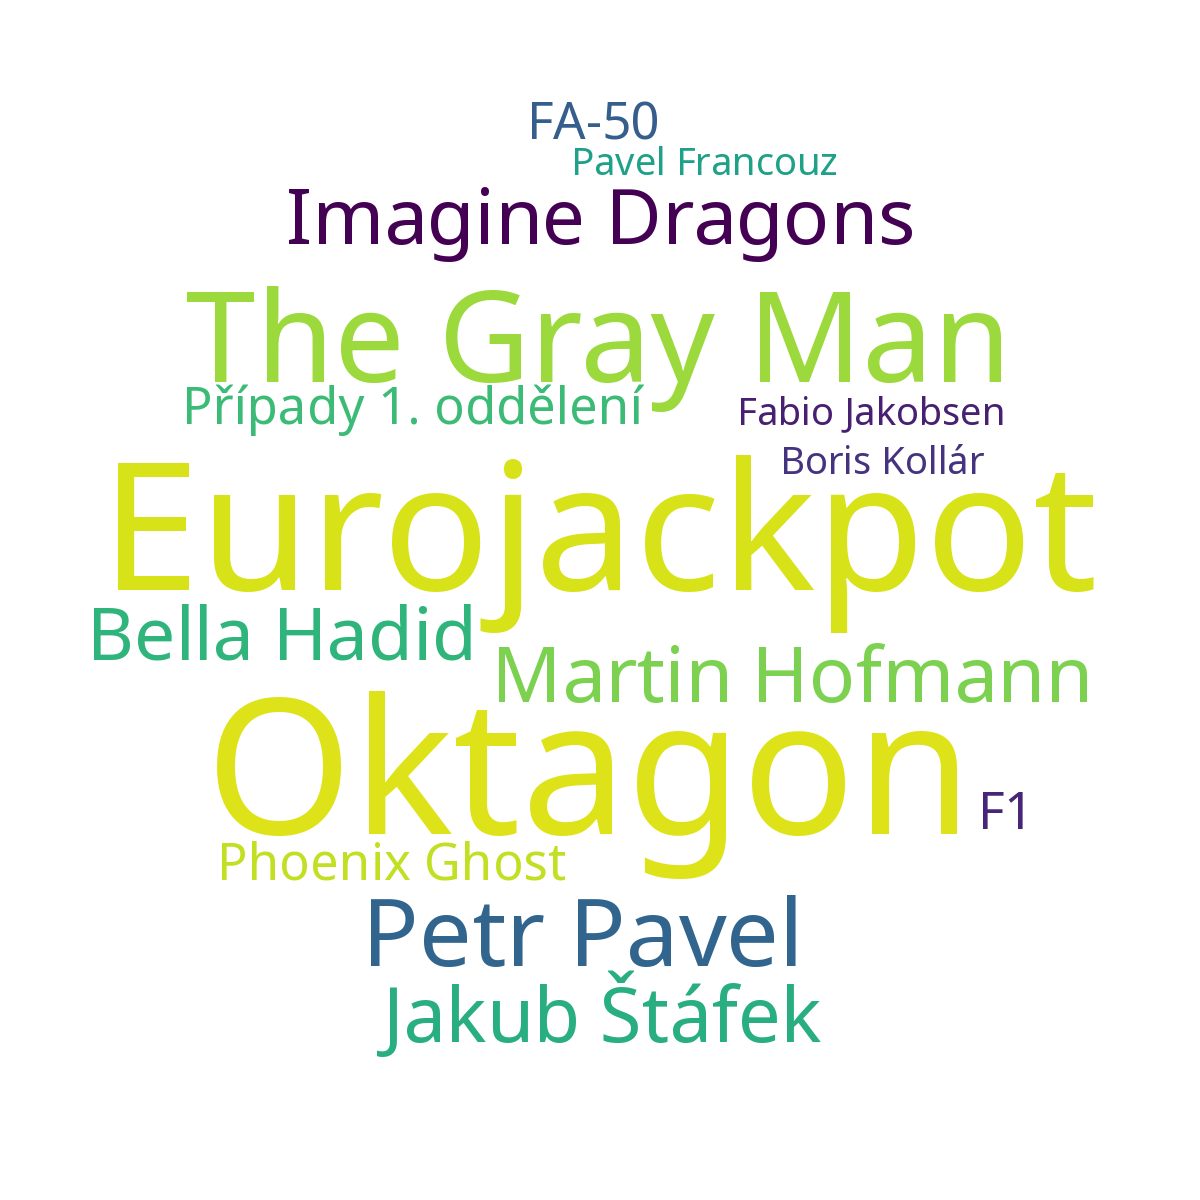 FA-50
Pavel Francouz
Imagine Dragons
The Gray Man
Případy 1. oddělení
Fabio Jakobsen
Boris Kollár
Eurojackpot
Bella Hadid
Martin Hofmann
Oktagon
F1
Phoenix Ghost
Petr Pavel
Jakub Štáfek